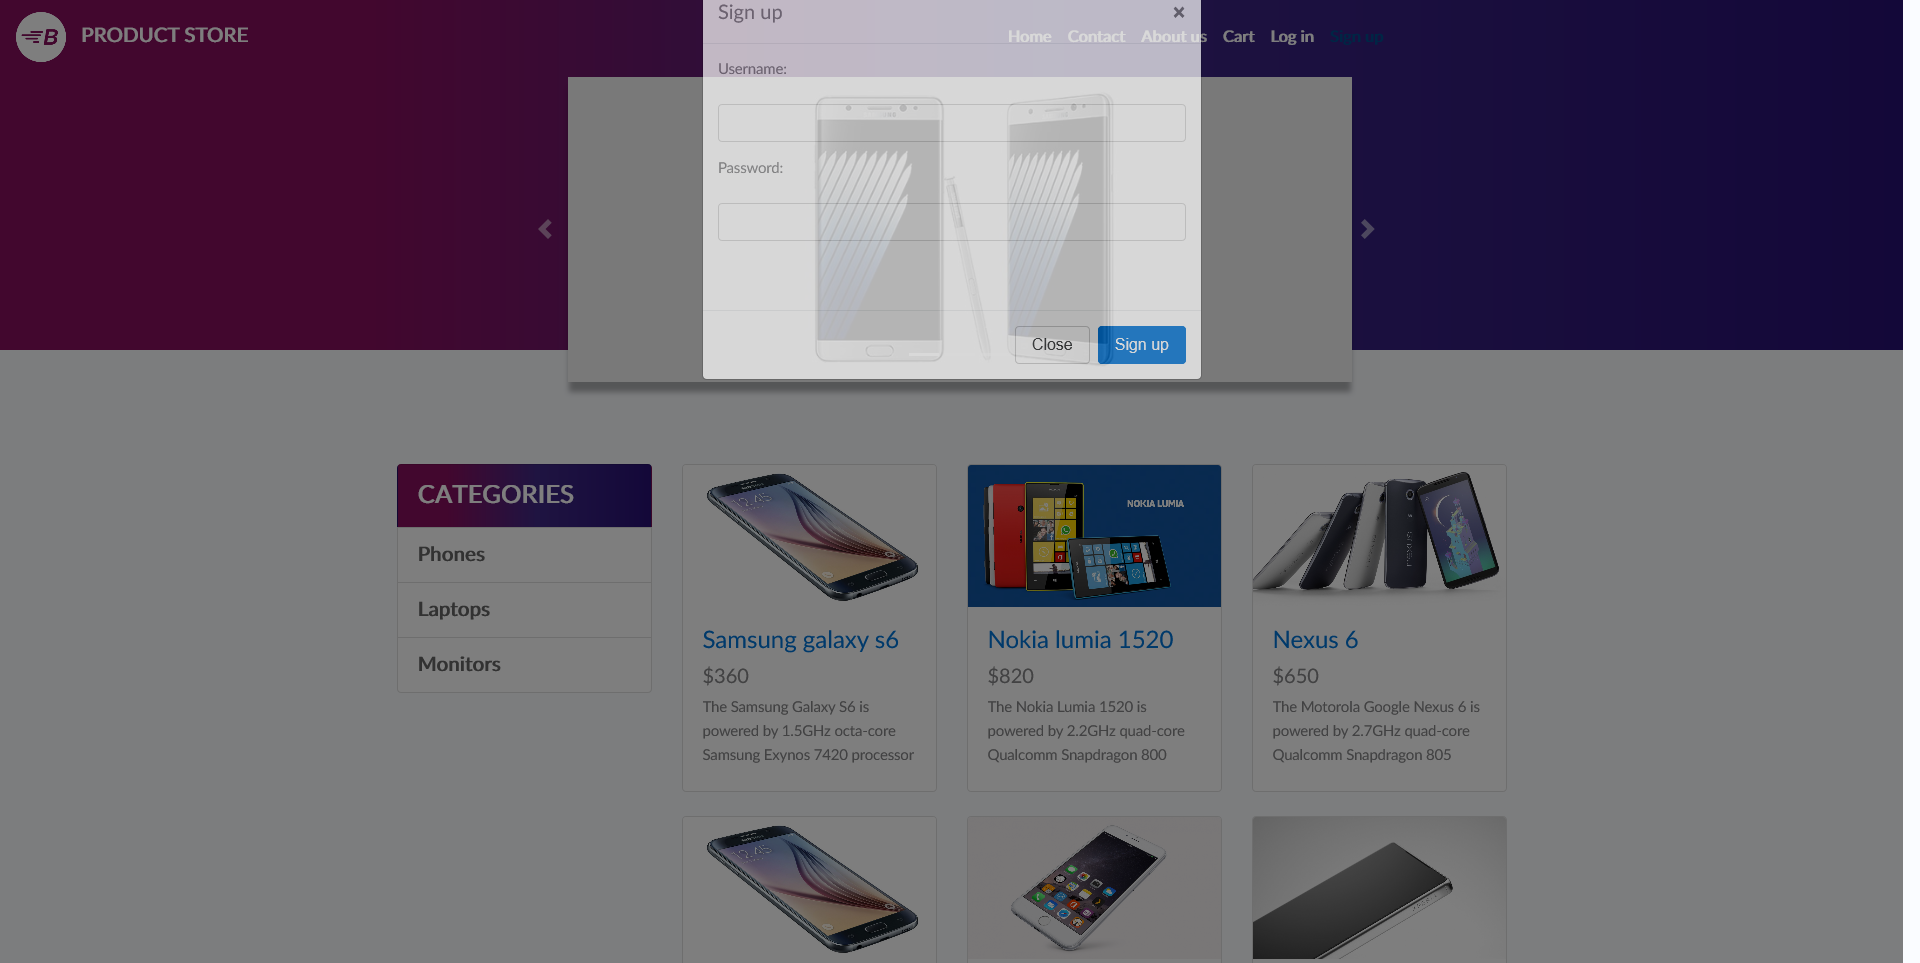 PRODUCT STORE
Home Contact About us Cart Log in Sign up
Sign up ×
Username:
Password:
Close Sign up
CATEGORIES
Phones
Laptops
Monitors
NOKIA LUMIA
Samsung galaxy s6
$360
The Samsung Galaxy S6 is
powered by 1.5GHz octa-core
Samsung Exynos 7420 processor
Nokia lumia 1520
$820
The Nokia Lumia 1520 is
powered by 2.2GHz quad-core
Qualcomm Snapdragon 800
Nexus 6
$650
The Motorola Google Nexus 6 is
powered by 2.7GHz quad-core
Qualcomm Snapdragon 805